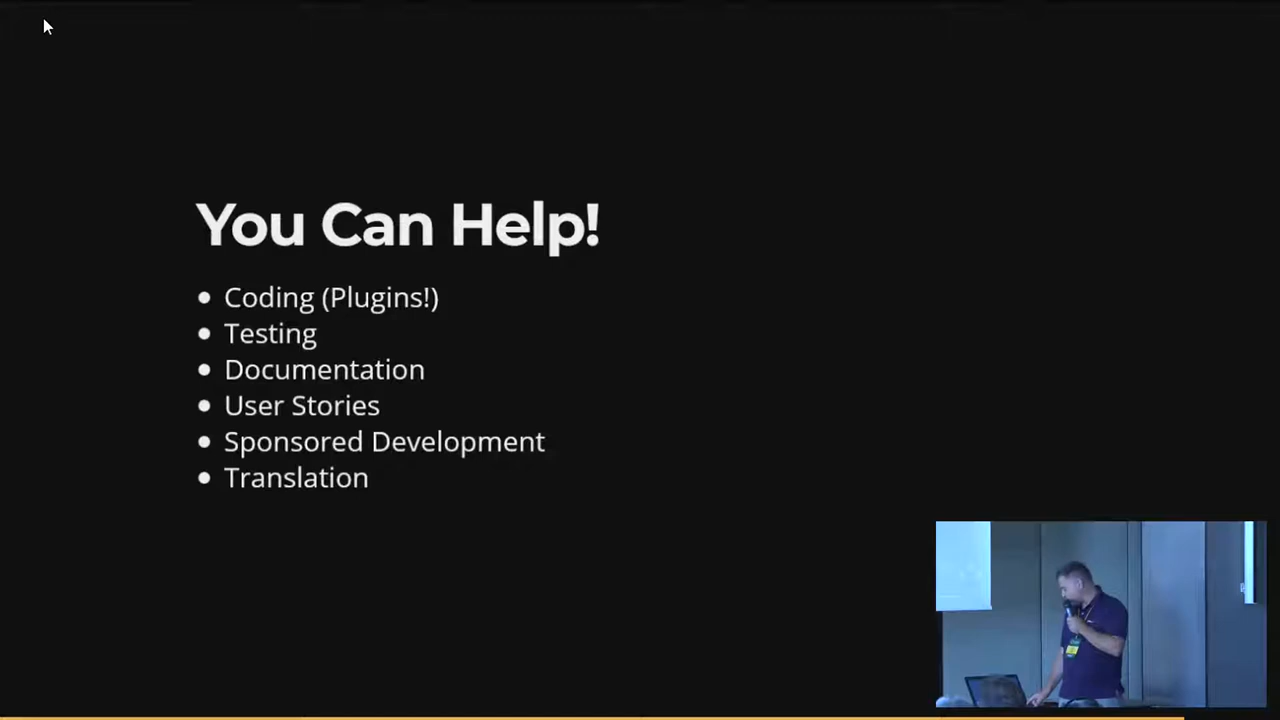 You Can Help!
Coding (Plugins!)
Testing
Documentation
User Stories
Sponsored Development
Translation